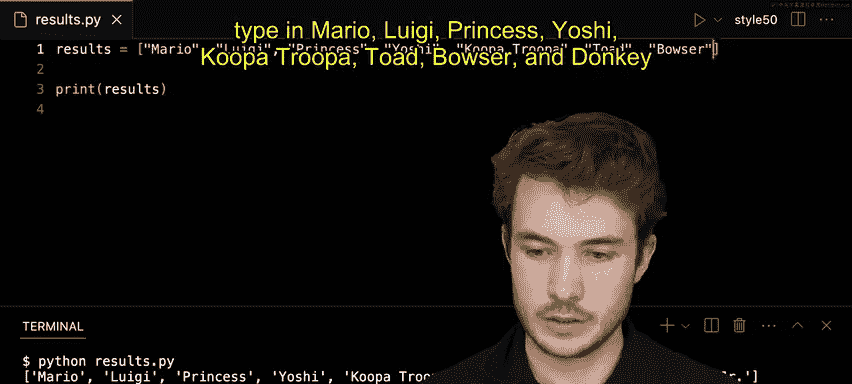 results.py
style50
type in Mario, Luigi, Princess, Yoshi,
Koopa Troopa, Toad, Bowser, and Donkey
1 results = ["Mario", "Luigi", "Princess", "Yoshi", "Koopa Troopa", "Toad", "Bowser"]
2
3 print(results)
4
TERMINAL
$ python results.py
['Mario', 'Luigi', 'Princess', 'Yoshi', 'Koopa Troo Jr.']